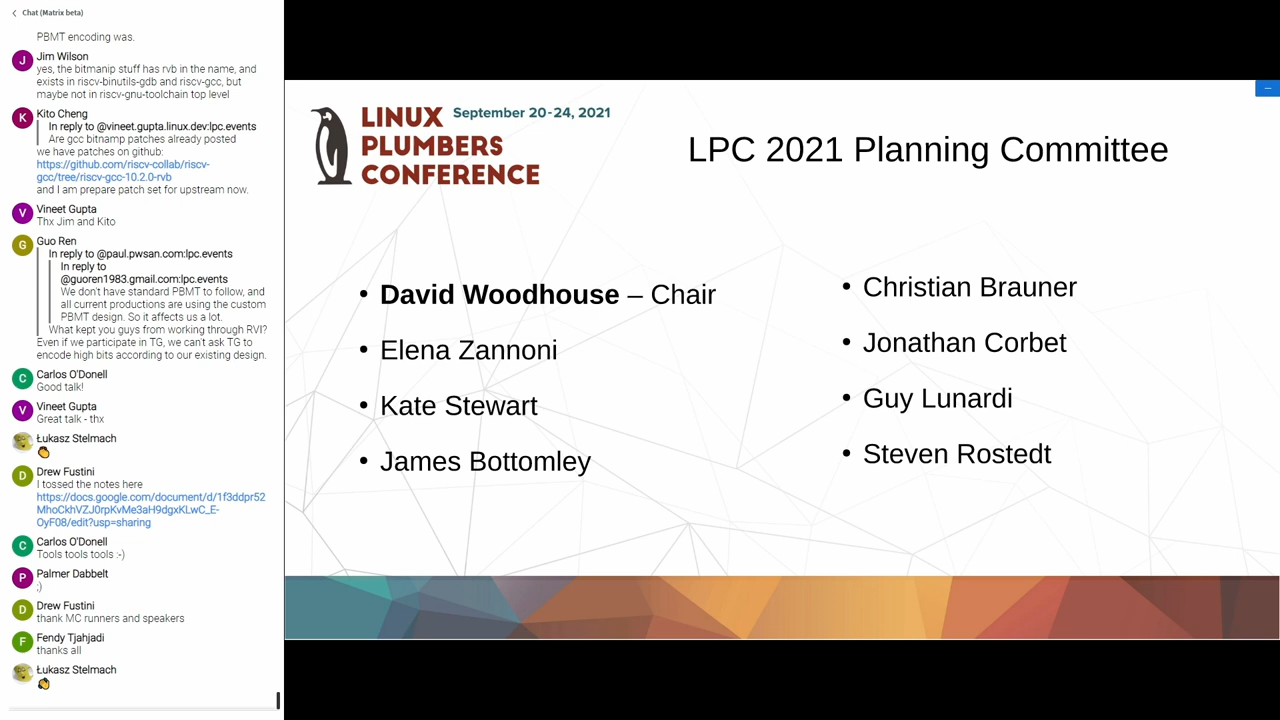 Chat (Matrix beta)
PBMT encoding was.
J
Jim Wilson
yes, the bitmanip stuff has rvb in the name, and
exists in riscv-binutils-gdb and riscv-gcc, but
maybe not in riscv-gnu-toolchain top level
K
Kito Cheng
In reply to @vineet.gupta.linux.dev:lpc.events
Are gcc bitnamp patches already posted
we have patches on github:
https://github.com/riscv-collab/riscv-
gcc/tree/riscv-gcc-10.2.0-rvb
and I am prepare patch set for upstream now.
V
Vineet Gupta
Thx Jim and Kito
G
Guo Ren
In reply to @paul.pwsan.com:lpc.events
In reply to
@guoren1983.gmail.com:lpc.events
We don't have standard PBMT to follow, and
all current productions are using the custom
PBMT design. So it affects us a lot.
What kept you guys from working through RVI?
Even if we participate in TG, we can't ask TG to
encode high bits according to our existing design.
C
Carlos O'Donell
Good talk!
V
Vineet Gupta
Great talk - thx
Łukasz Stelmach
👏
D
Drew Fustini
I tossed the notes here
https://docs.google.com/document/d/1f3ddpr52
MhoCkhVZJ0rpKvMe3aH9dgxKLwC_E-
OyF08/edit?usp=sharing
C
Carlos O'Donell
Tools tools tools :-)
P
Palmer Dabbelt
;)
D
Drew Fustini
thank MC runners and speakers
F
Fendy Tjahjadi
thanks all
Łukasz Stelmach
👏
LINUX
PLUMBERS
CONFERENCE
September 20-24, 2021
LPC 2021 Planning Committee
• David Woodhouse – Chair
• Elena Zannoni
• Kate Stewart
• James Bottomley
• Christian Brauner
• Jonathan Corbet
• Guy Lunardi
• Steven Rostedt